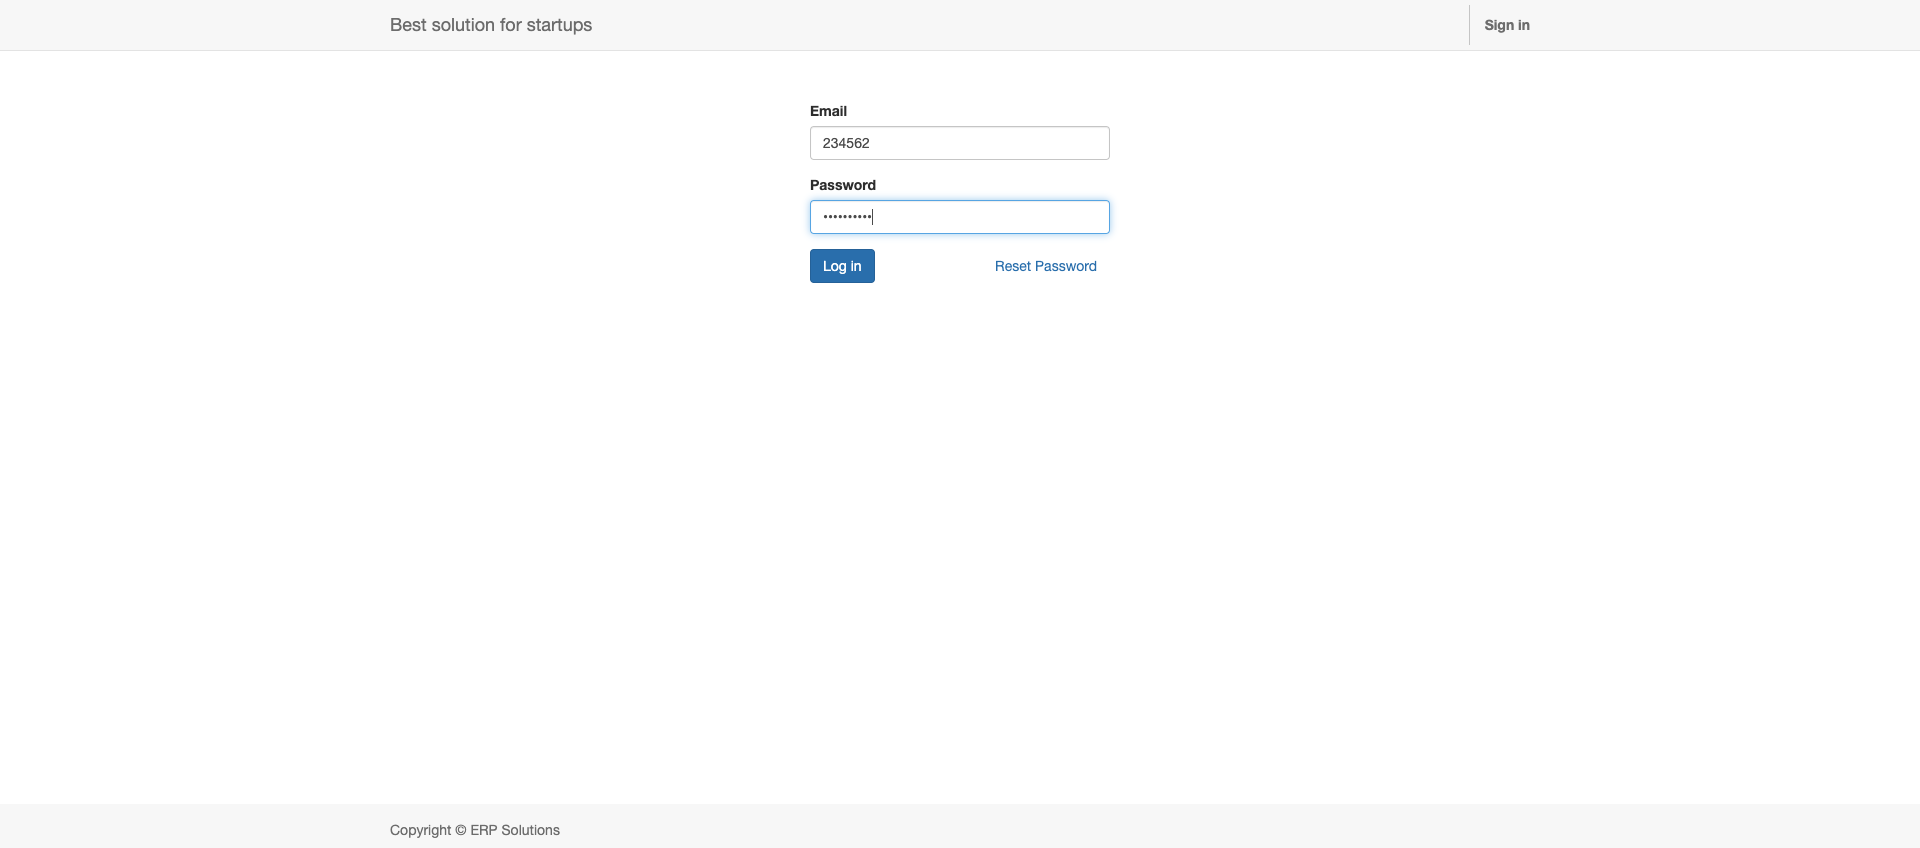 Best solution for startups
Sign in
Email
234562
Password
••••••••••
Log in
Reset Password
Copyright © ERP Solutions